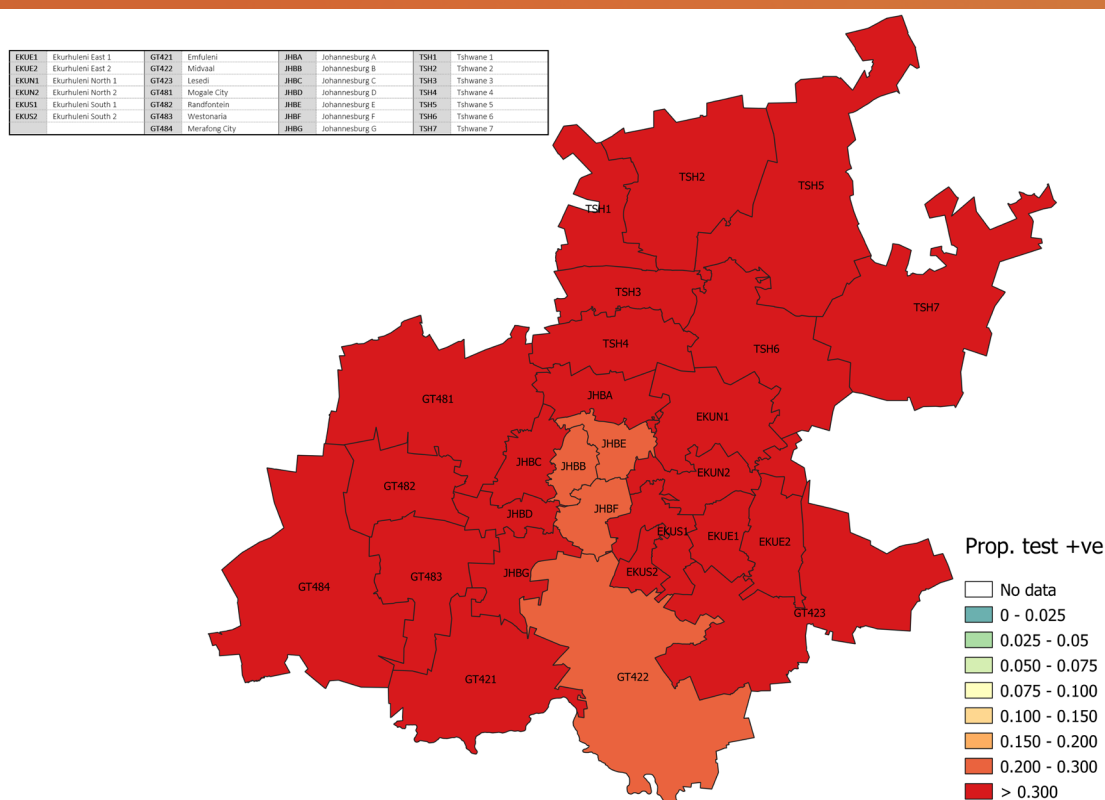 EKUE1 Ekurhuleni East 1 GT421 Emfuleni JHBA Johannesburg A TSH1 Tshwane 1
EKUE2 Ekurhuleni East 2 GT422 Midvaal JHBB Johannesburg B TSH2 Tshwane 2
EKUN1 Ekurhuleni North 1 GT423 Lesedi JHBC Johannesburg C TSH3 Tshwane 3
EKUN2 Ekurhuleni North 2 GT481 Mogale City JHBD Johannesburg D TSH4 Tshwane 4
EKUS1 Ekurhuleni South 1 GT482 Randfontein JHBE Johannesburg E TSH5 Tshwane 5
EKUS2 Ekurhuleni South 2 GT483 Westonaria JHBF Johannesburg F TSH6 Tshwane 6
GT484 Merafong City JHBG Johannesburg G TSH7 Tshwane 7
TSH2
TSH5
TSH1
TSH3
TSH7
TSH4
TSH6
JHBA
GT481
EKUN1
JHBE
JHBC
JHBB
EKUN2
GT482
JHBF
JHBD
EKUS1
EKUE1
EKUE2
JHBG
EKUS2
GT483
GT484
GT423
GT422
GT421
Prop. test +ve
No data
0 - 0.025
0.025 - 0.05
0.050 - 0.075
0.075 - 0.100
0.100 - 0.150
0.150 - 0.200
0.200 - 0.300
> 0.300